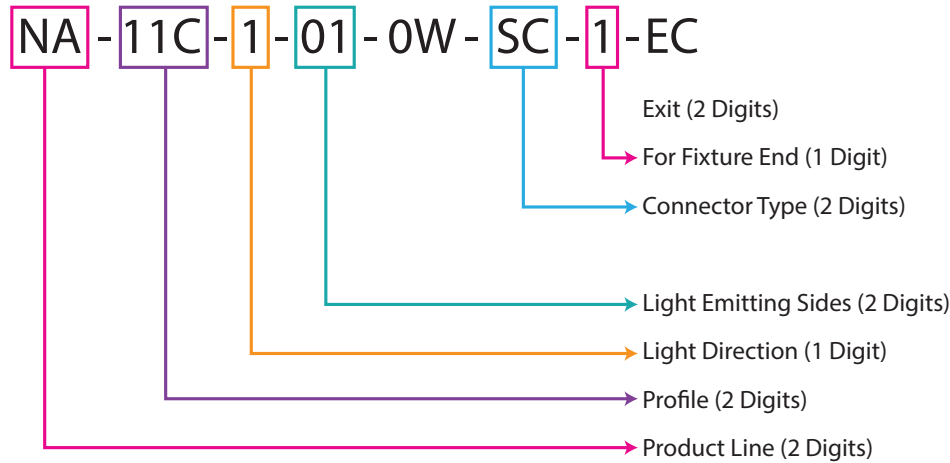 NA-11C-1-01-0W-SC-1-EC
Exit (2 Digits)
For Fixture End (1 Digit)
Connector Type (2 Digits)
Light Emitting Sides (2 Digits)
Light Direction (1 Digit)
Profile (2 Digits)
Product Line (2 Digits)